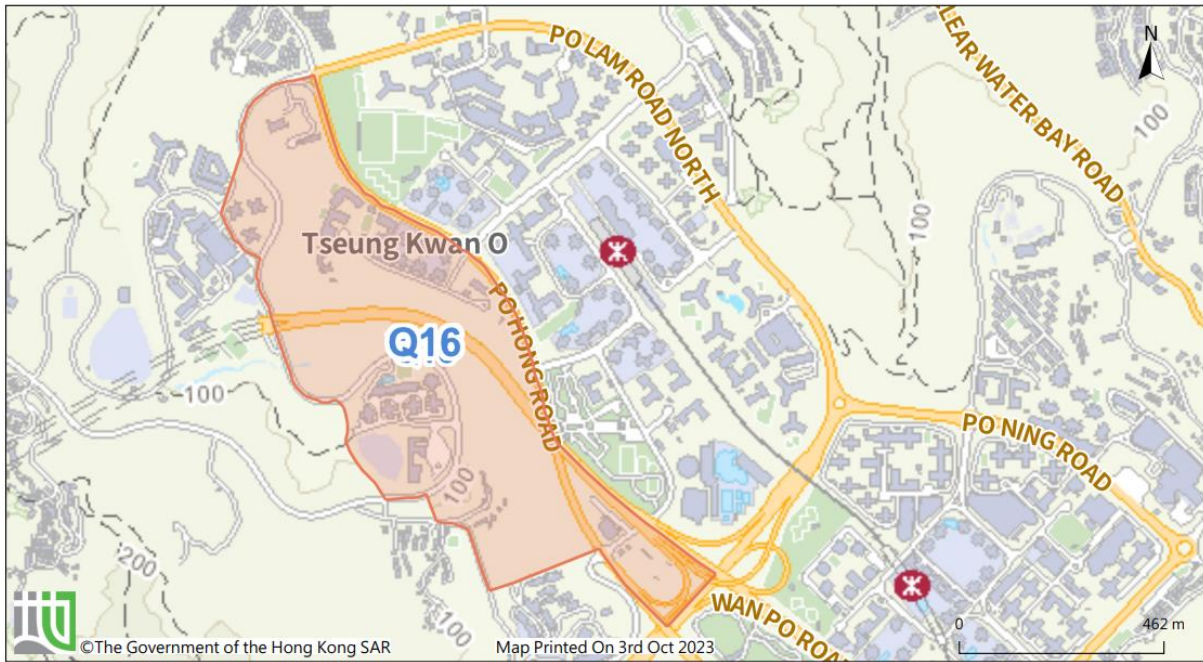 CLEAR WATER BAY ROAD
N
PO LAM ROAD NORTH
100
100
Tseung Kwan O
PO HONG ROAD
Q16
100
PO NING ROAD
100
200
WAN PO ROAD
100
0
462 m
©The Government of the Hong Kong SAR
Map Printed On 3rd Oct 2023